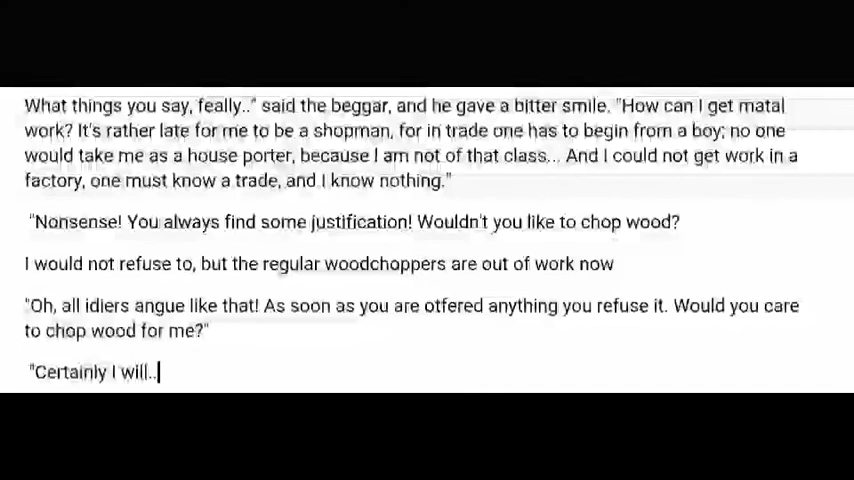 What things you say, feally.." said the beggar, and he gave a bitter smile. "How can I get matal
work? It's rather late for me to be a shopman, for in trade one has to begin from a boy; no one
would take me as a house porter, because I am not of that class... And I could not get work in a
factory, one must know a trade, and I know nothing."
"Nonsense! You always find some justification! Wouldn't you like to chop wood?
I would not refuse to, but the regular woodchoppers are out of work now
"Oh, all idiers angue like that! As soon as you are otfered anything you refuse it. Would you care
to chop wood for me?"
"Certainly I will..